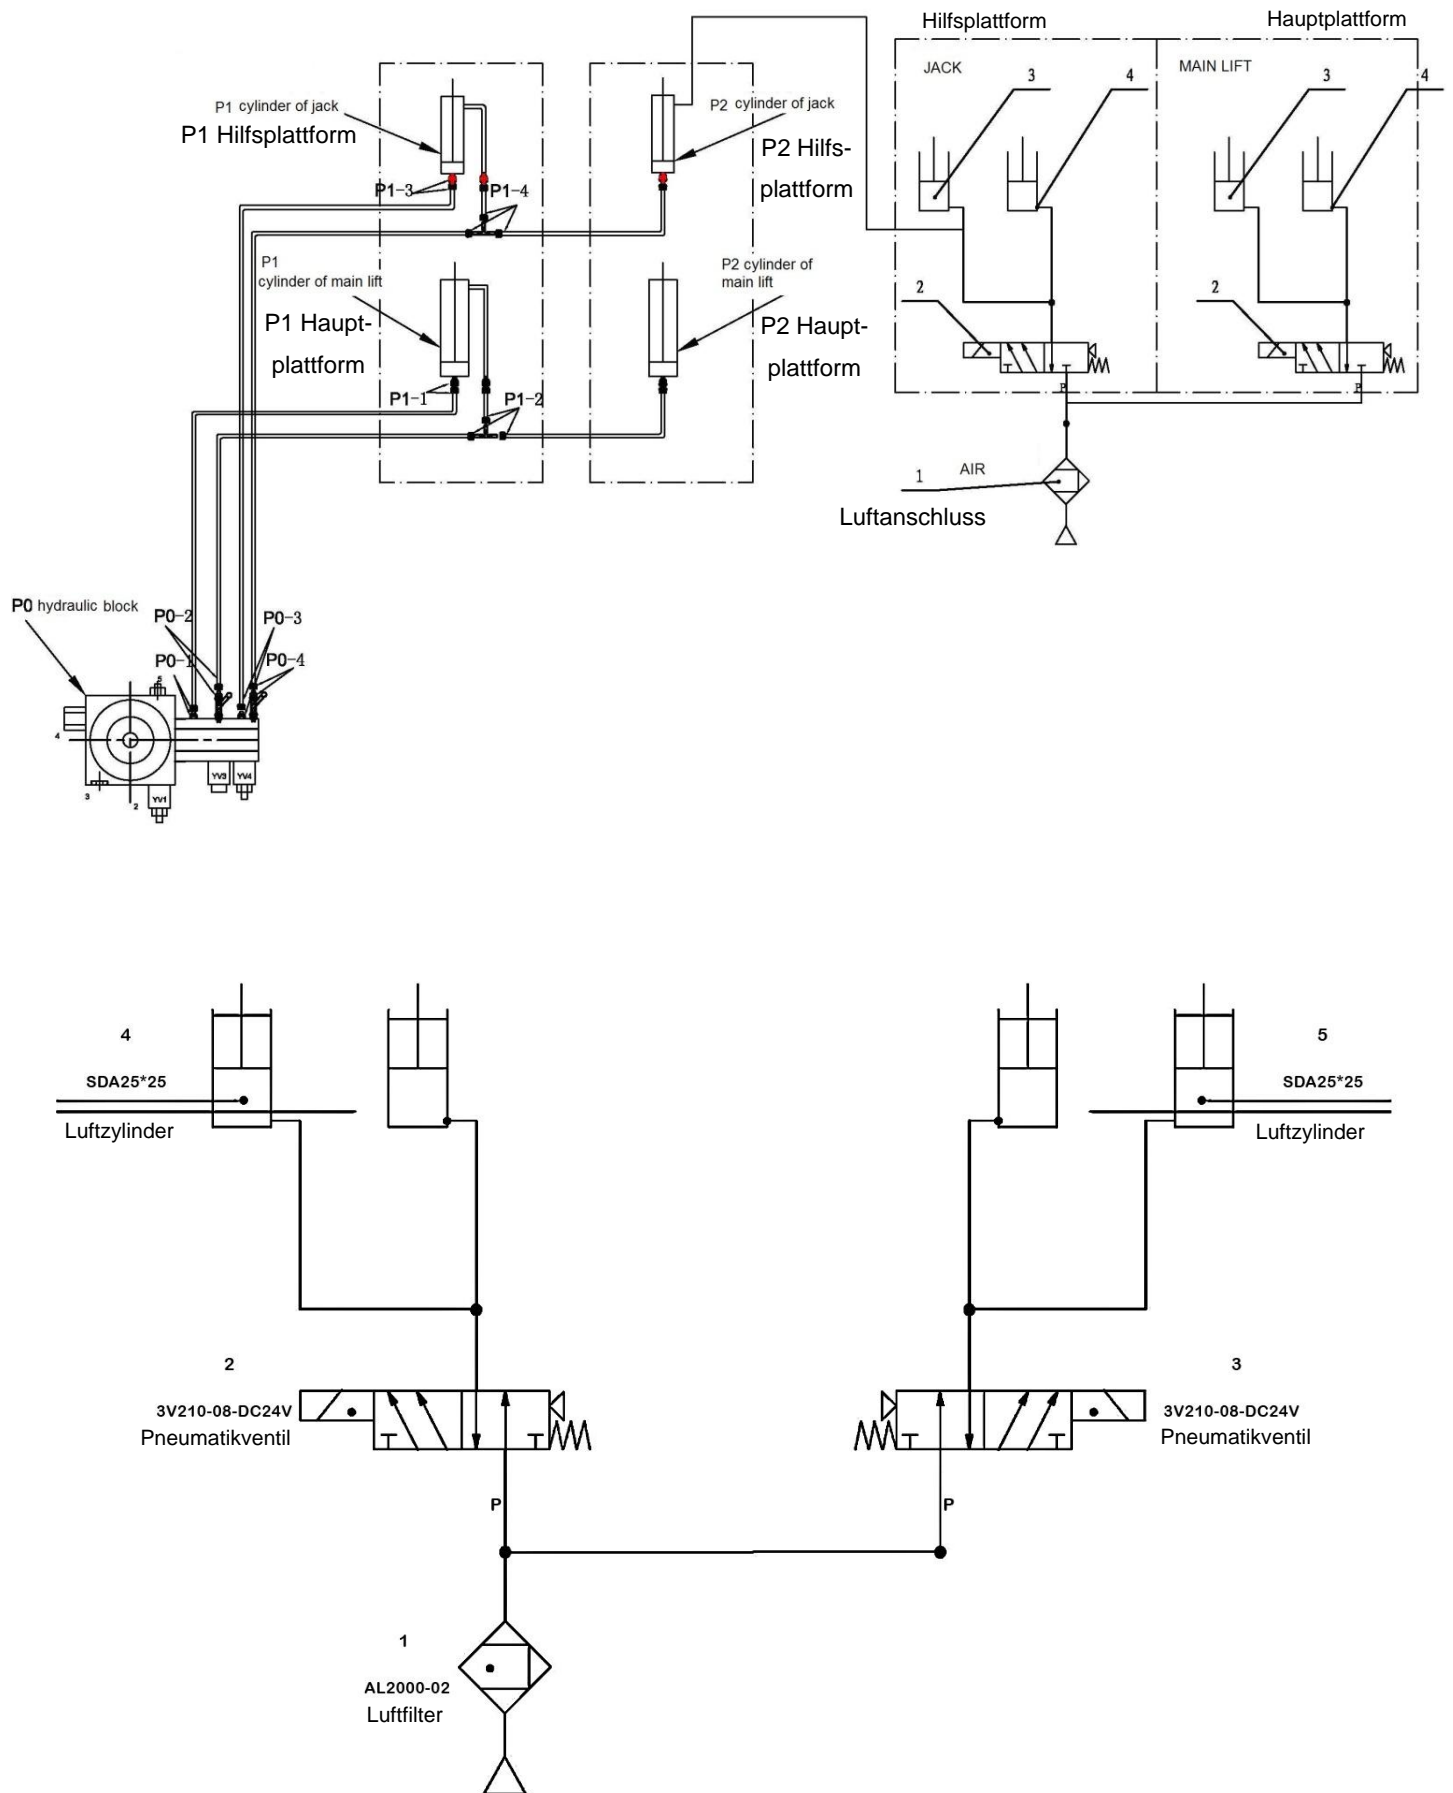 Hilfsplattform
Hauptplattform
JACK
3
4
MAIN LIFT
3
4
P1 cylinder of jack
P1 Hilfsplattform
P2 cylinder of jack
P2 Hilfs-
plattform
P1-3
P1-4
P1
cylinder of main lift
P1 Haupt-
plattform
P2 cylinder of
main lift
P2 Haupt-
plattform
2
2
P
P
P1-1
P1-2
1
AIR
Luftanschluss
P0 hydraulic block
P0-2
P0-3
P0-1
P0-4
5
4
3
2
YV1
YV3
YV4
4
SDA25*25
Luftzylinder
5
SDA25*25
Luftzylinder
2
3V210-08-DC24V
Pneumatikventil
3
3V210-08-DC24V
Pneumatikventil
P
P
1
AL2000-02
Luftfilter